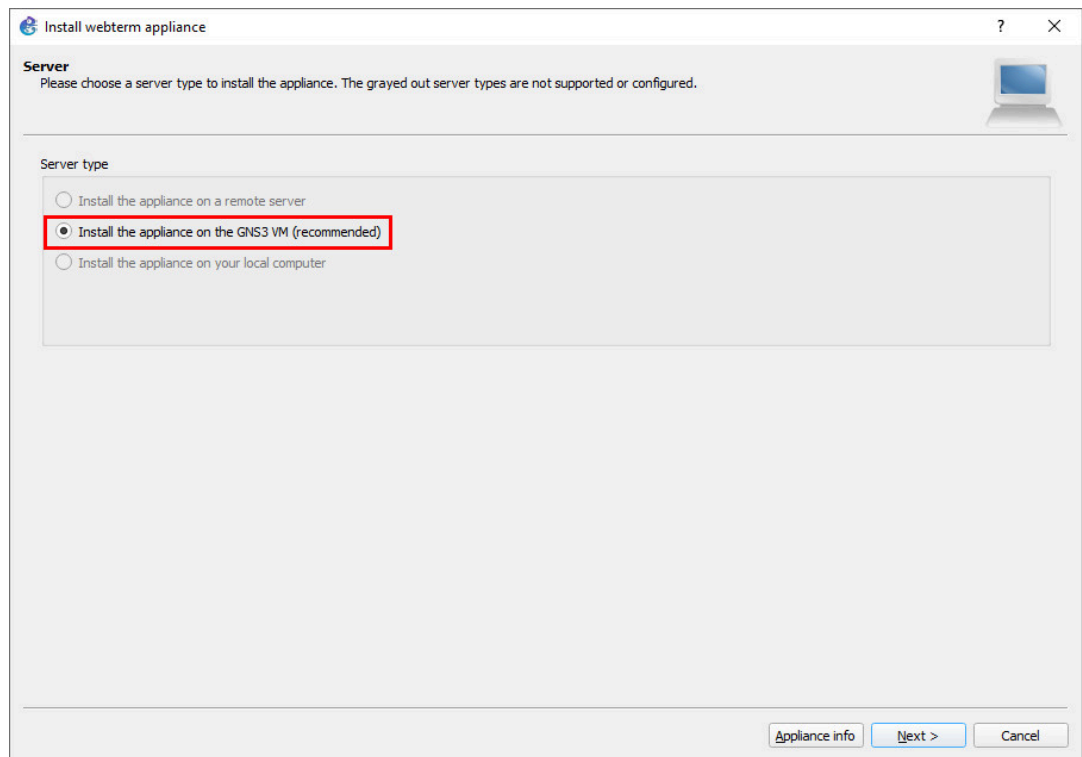 Install webterm appliance
Server
Please choose a server type to install the appliance. The grayed out server types are not supported or configured.
Server type
Install the appliance on a remote server
Install the appliance on the GNS3 VM (recommended)
Install the appliance on your local computer
Appliance info
Next >
Cancel